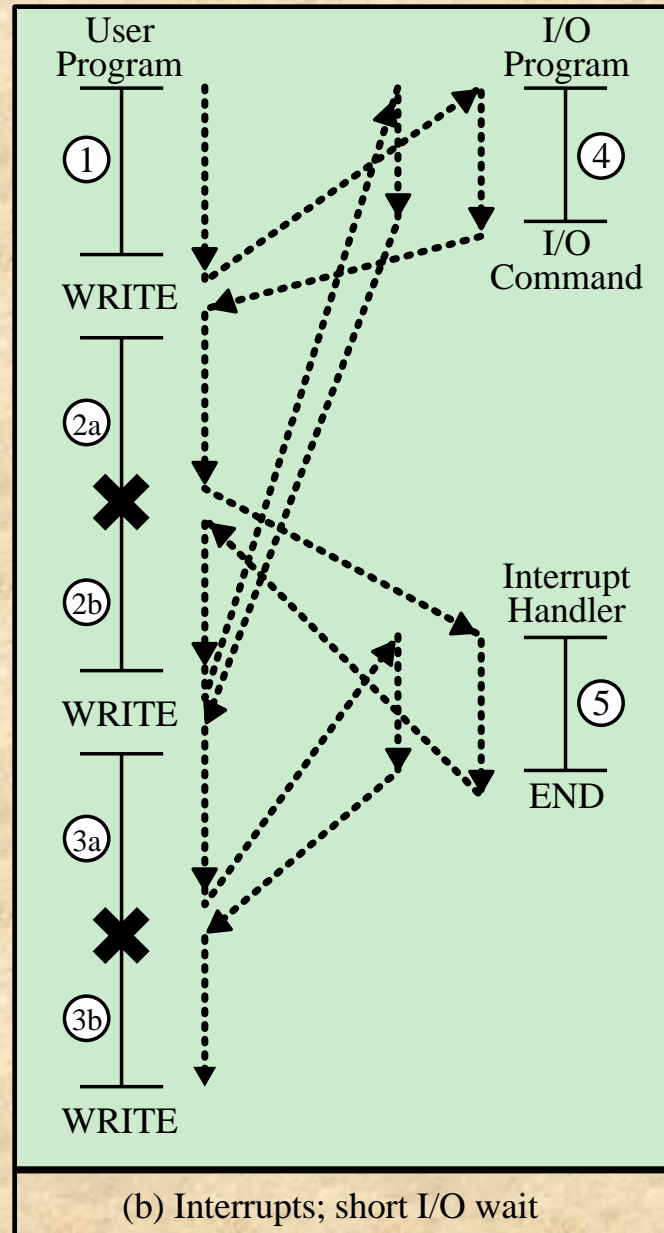 User
Program
1
WRITE
2a
2b
WRITE
3a
3b
WRITE
I/O
Program
4
I/O
Command
Interrupt
Handler
5
END
(b) Interrupts; short I/O wait